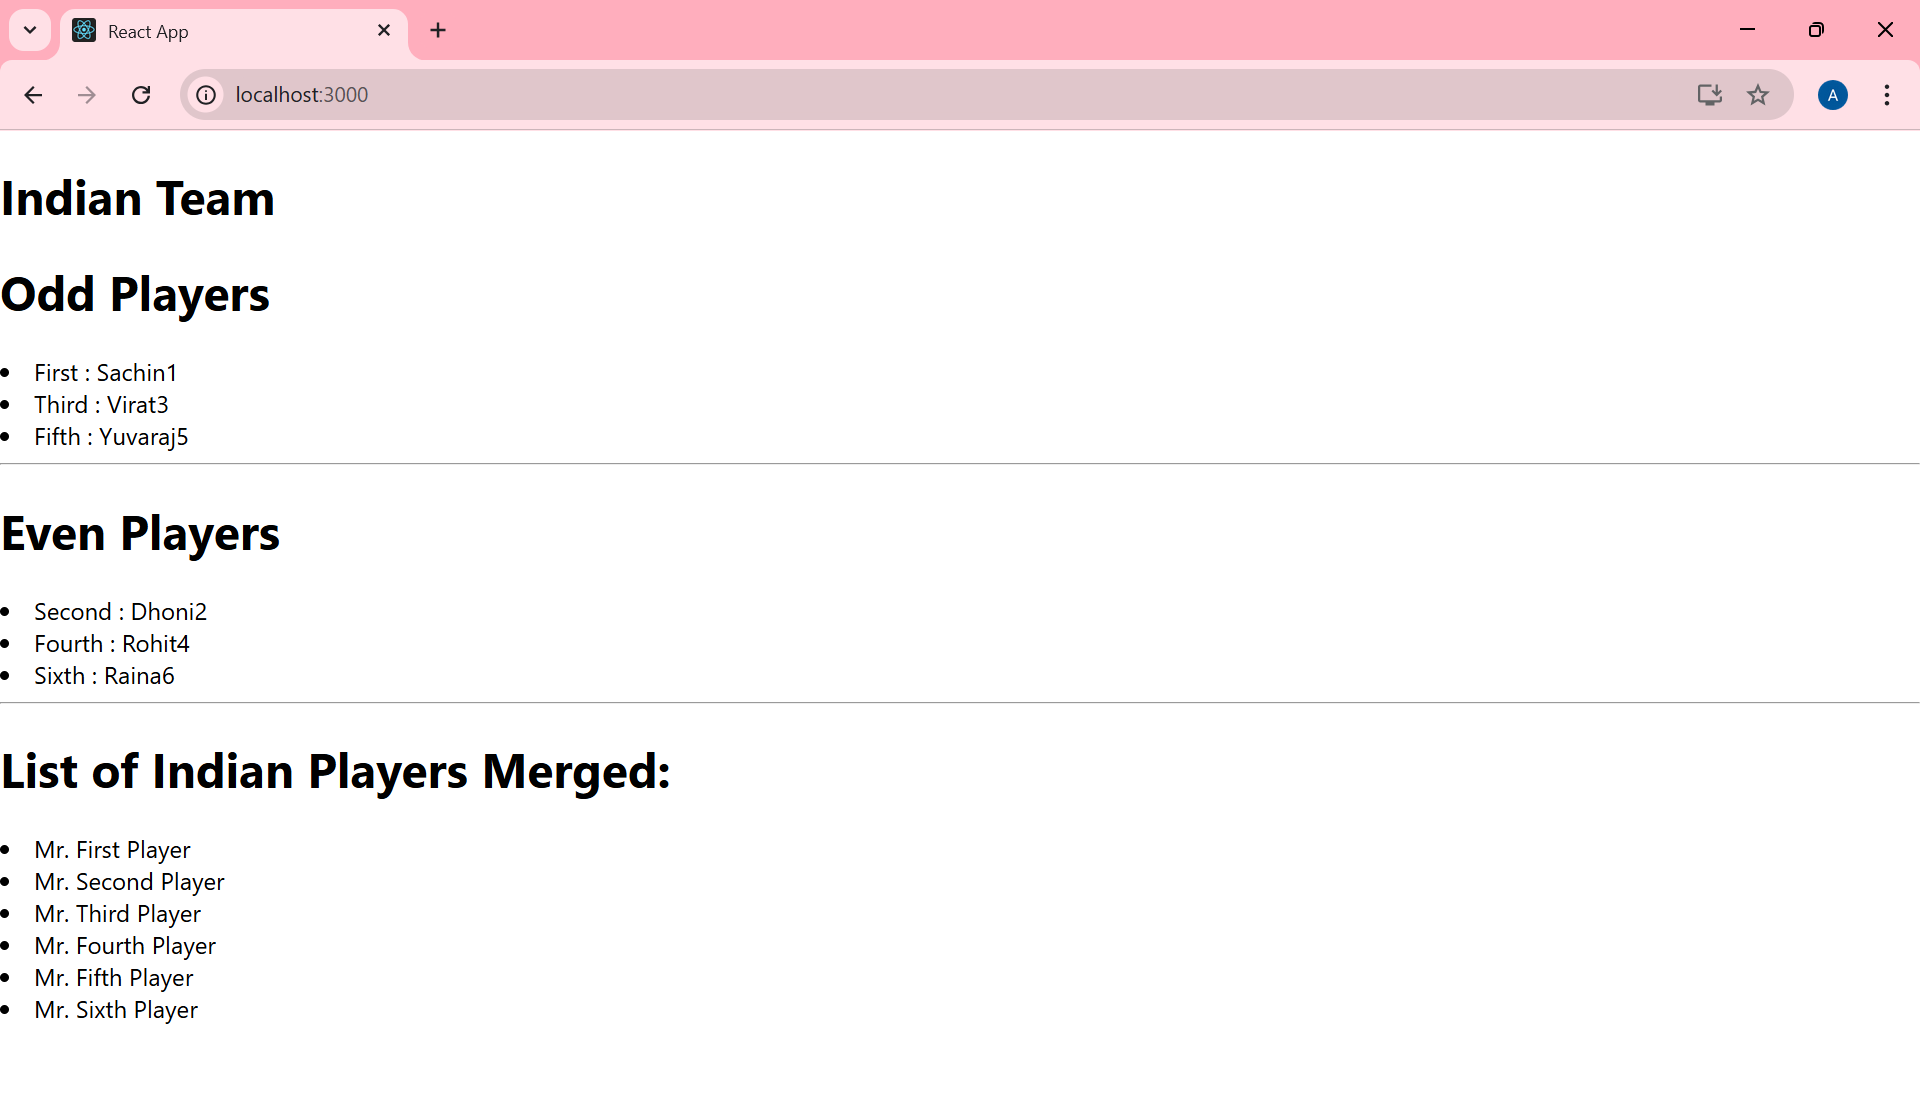 React App
localhost:3000
A
Indian Team
Odd Players
First : Sachin1
Third : Virat3
Fifth : Yuvaraj5
Even Players
Second : Dhoni2
Fourth : Rohit4
Sixth : Raina6
List of Indian Players Merged:
Mr. First Player
Mr. Second Player
Mr. Third Player
Mr. Fourth Player
Mr. Fifth Player
Mr. Sixth Player